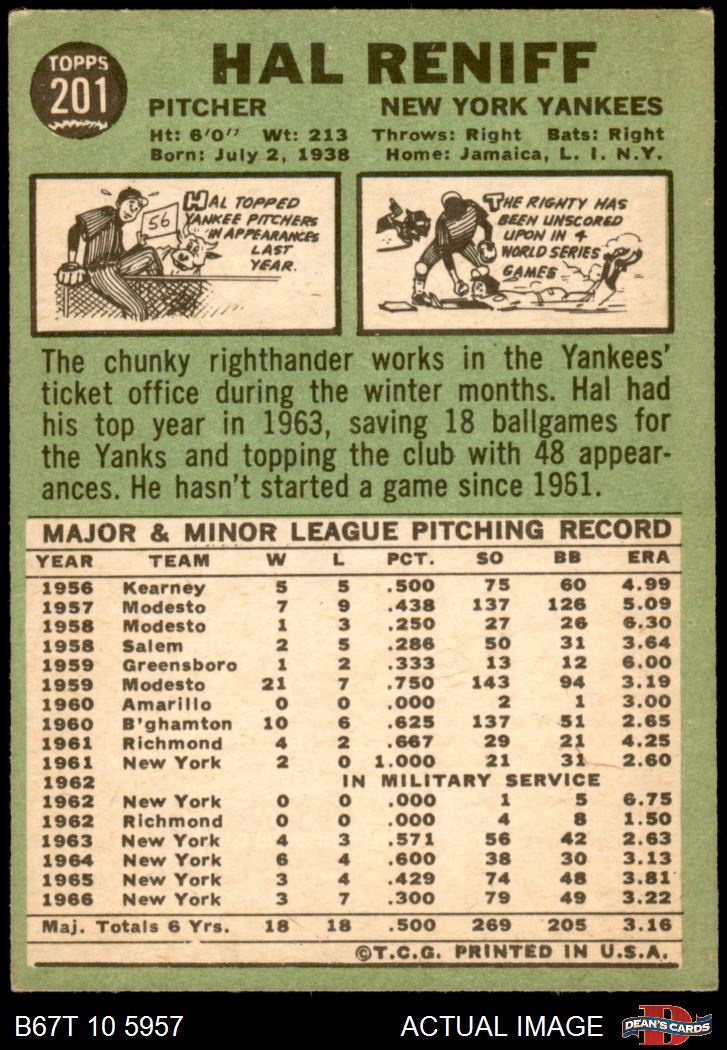 TOPPS
201
HAL RENIFF
PITCHER NEW YORK YANKEES
Ht: 6'0" Wt: 213 Throws: Right Bats: Right
Born: July 2, 1938 Home: Jamaica, L. I. N.Y.
56
HAL TOPPED
YANKEE PITCHERS
IN APPEARANCES
LAST
YEAR.
THE RIGHTY HAS
BEEN UNSCORED
UPON IN 4
WORLD SERIES
GAMES
The chunky righthander works in the Yankees'
ticket office during the winter months. Hal had
his top year in 1963, saving 18 ballgames for
the Yanks and topping the club with 48 appear-
ances. He hasn't started a game since 1961.
MAJOR & MINOR LEAGUE PITCHING RECORD
YEAR TEAM W L PCT. SO BB ERA
1956 Kearney 5 5 .500 75 60 4.99
1957 Modesto 7 9 .438 137 126 5.09
1958 Modesto 1 3 .250 27 26 6.30
1958 Salem 2 5 .286 50 31 3.64
1959 Greensboro 1 2 .333 13 12 6.00
1959 Modesto 21 7 .750 143 94 3.19
1960 Amarillo 0 0 .000 2 1 3.00
1960 B'ghamton 10 6 .625 137 51 2.65
1961 Richmond 4 2 .667 29 21 4.25
1961 New York 2 0 1.000 21 31 2.60
1962 IN MILITARY SERVICE
1962 New York 0 0 .000 1 5 6.75
1962 Richmond 0 0 .000 4 8 1.50
1963 New York 4 3 .571 56 42 2.63
1964 New York 6 4 .600 38 30 3.13
1965 New York 3 4 .429 74 48 3.81
1966 New York 3 7 .300 79 49 3.22
Maj. Totals 6 Yrs. 18 18 .500 269 205 3.16
©T.C.G. PRINTED IN U.S.A.
B67T 10 5957 ACTUAL IMAGE
D
DEAN'S CARDS